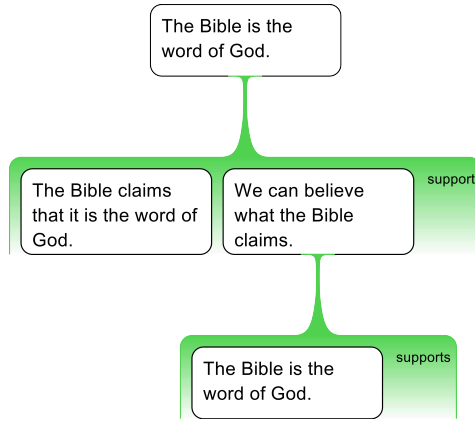 The Bible is the
word of God.
The Bible claims
that it is the word of
God.
We can believe
what the Bible
claims.
support
The Bible is the
word of God.
supports